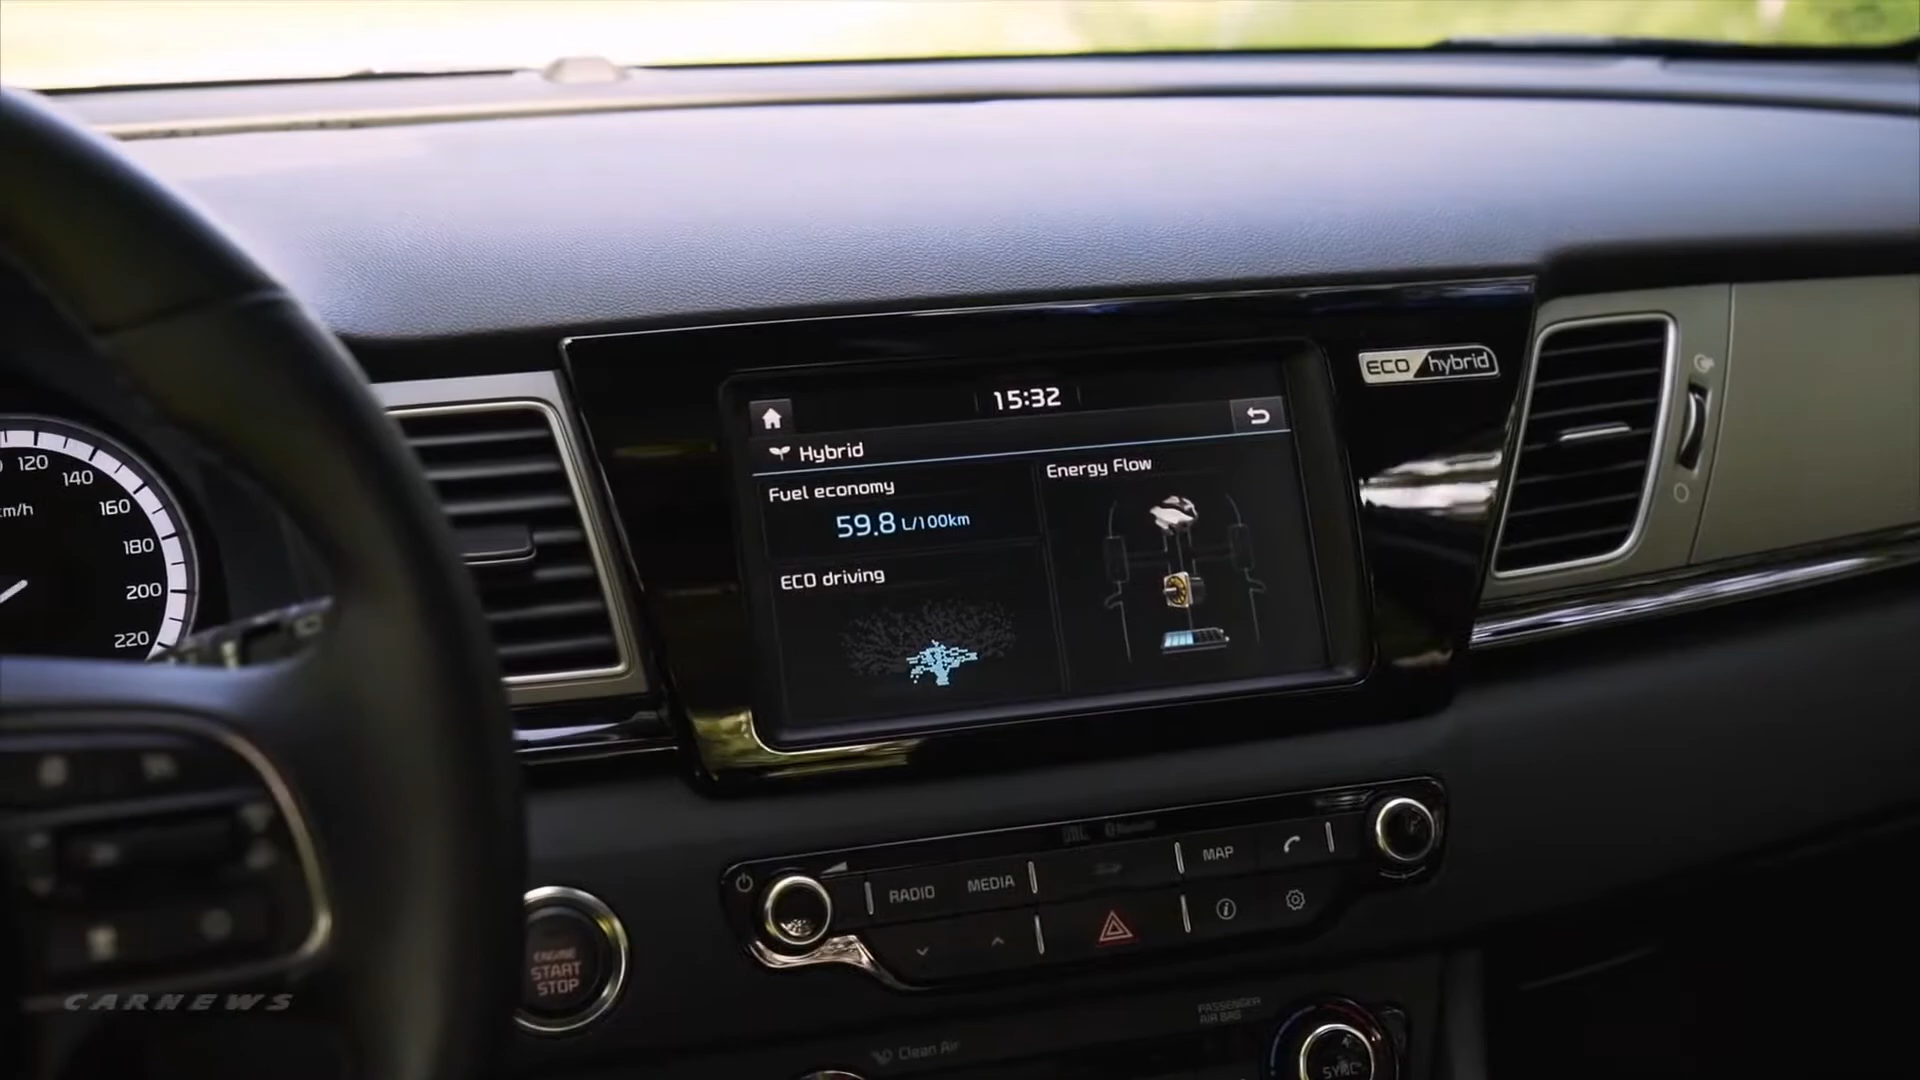 15:32
ECO hybrid
Hybrid
Energy Flow
Fuel economy
59.8 L/100km
ECO driving
120
140
160
180
200
220
km/h
MAP
RADIO
MEDIA
ENGINE
START
STOP
CARNEWS
PASSENGER
AIR BAG
Clean Air
SYNC